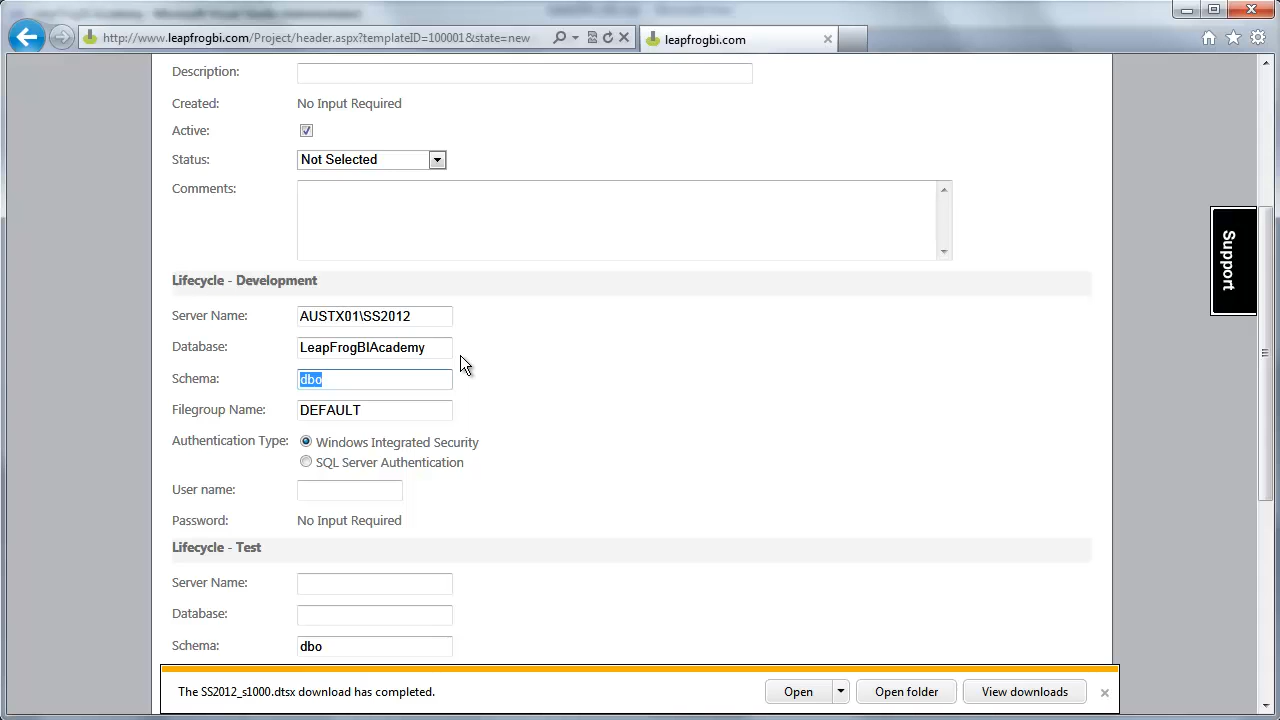 http://www.leapfrogbi.com/Project/header.aspx?templateID=100001&state=new
leapfrogbi.com
Description:
Created: No Input Required
Active:
Status: Not Selected
Comments:
Support
Lifecycle - Development
Server Name: AUSTX01\SS2012
Database: LeapFrogBIAcademy
Schema: dbo
Filegroup Name: DEFAULT
Authentication Type: Windows Integrated Security
SQL Server Authentication
User name:
Password: No Input Required
Lifecycle - Test
Server Name:
Database:
Schema: dbo
The SS2012_s1000.dtsx download has completed. Open Open folder View downloads